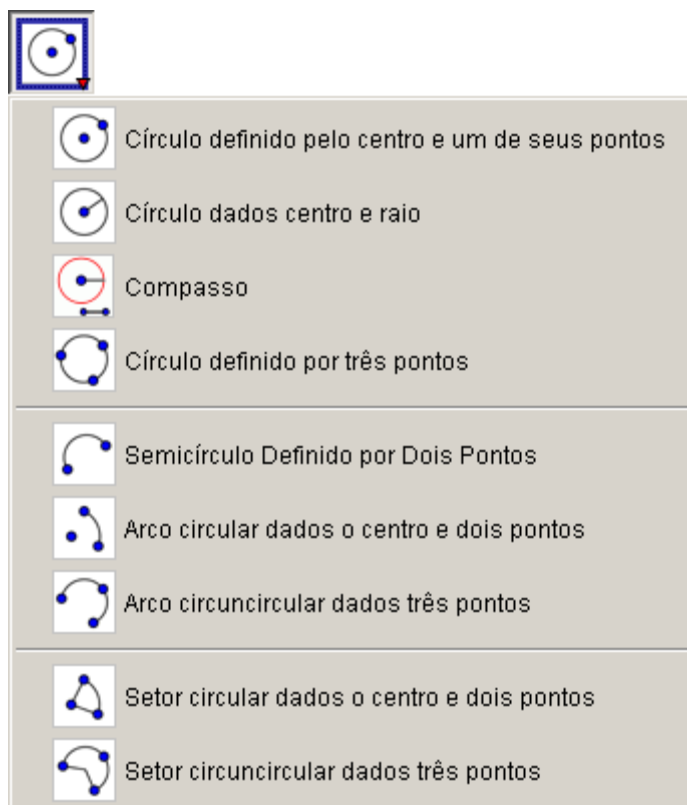 Círculo definido pelo centro e um de seus pontos
Círculo dados centro e raio
Compasso
Círculo definido por três pontos
Semicírculo Definido por Dois Pontos
Arco circular dados o centro e dois pontos
Arco circuncircular dados três pontos
Setor circular dados o centro e dois pontos
Setor circuncircular dados três pontos